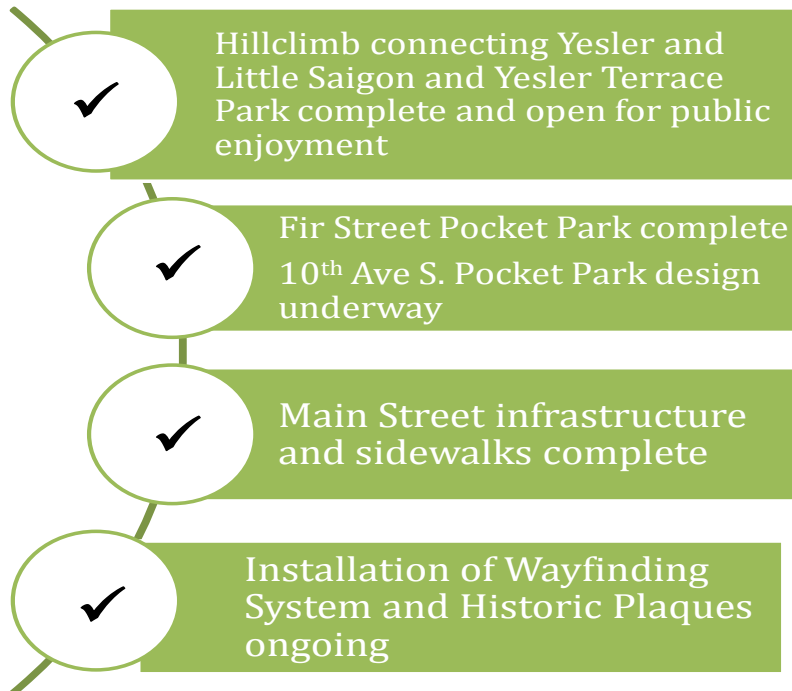 Hillclimb connecting Yesler and
Little Saigon and Yesler Terrace
Park complete and open for public
enjoyment
Fir Street Pocket Park complete
10th Ave S. Pocket Park design
underway
Main Street infrastructure
and sidewalks complete
Installation of Wayfinding
System and Historic Plaques
ongoing